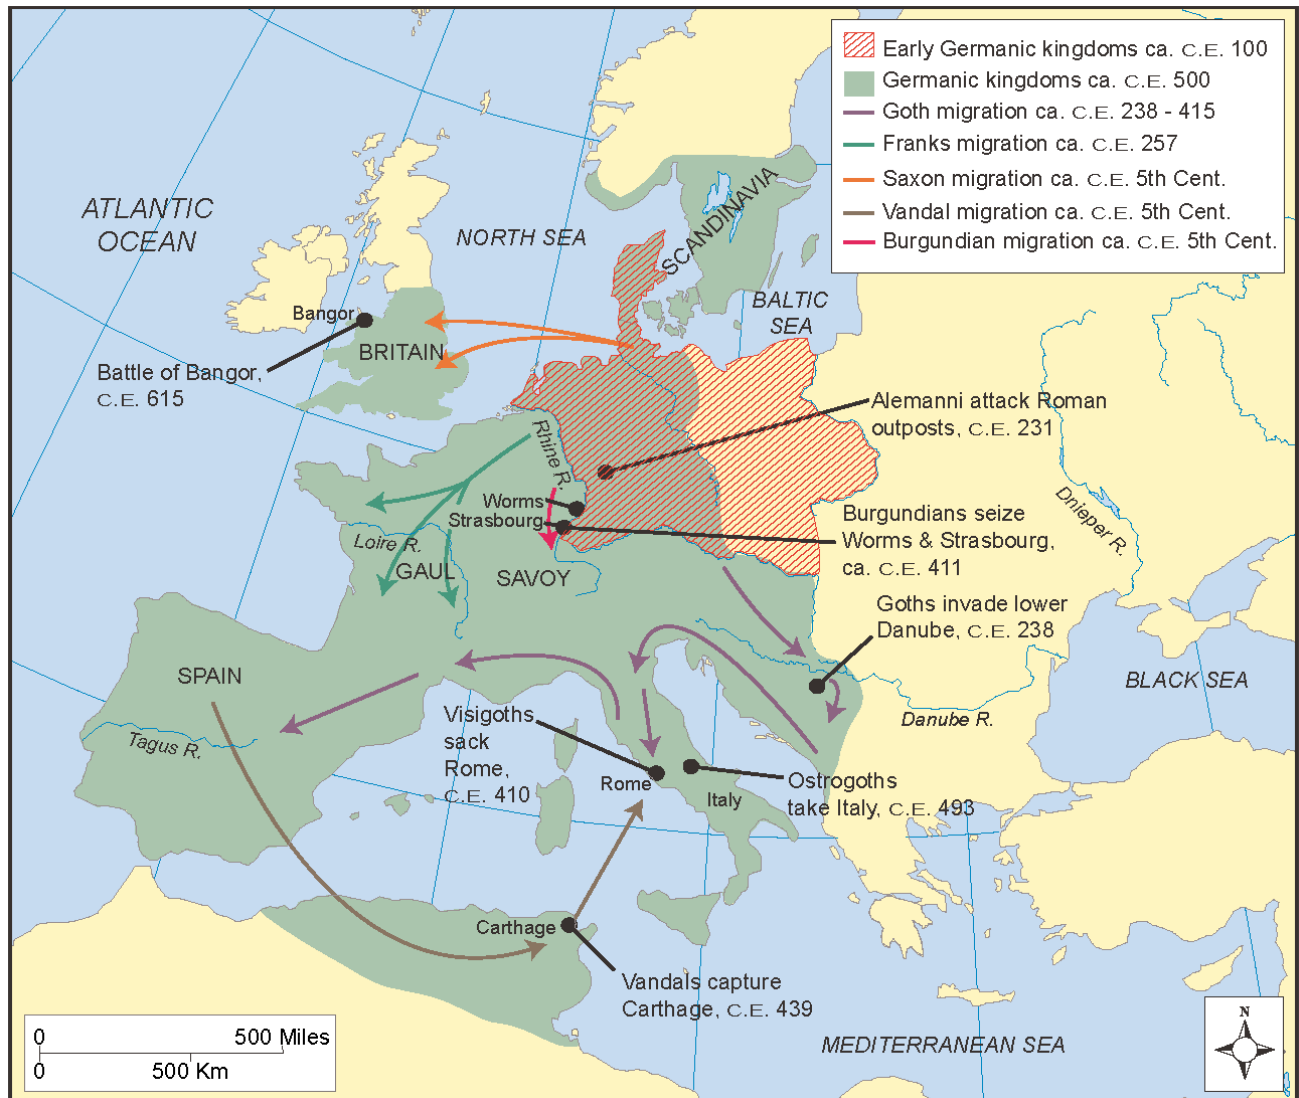 Early Germanic kingdoms ca. C.E. 100
Germanic kingdoms ca. C.E. 500
Goth migration ca. C.E. 238 - 415
Franks migration ca. C.E. 257
Saxon migration ca. C.E. 5th Cent.
Vandal migration ca. C.E. 5th Cent.
Burgundian migration ca. C.E. 5th Cent.
ATLANTIC
OCEAN
NORTH SEA
SCANDINAVIA
BALTIC
SEA
Bangor
BRITAIN
Battle of Bangor,
C.E. 615
Alemanni attack Roman
outposts, C.E. 231
Rhine R.
Worms
Strasbourg
Dnieper R.
Burgundians seize
Worms & Strasbourg,
ca. C.E. 411
Loire R.
GAUL
SAVOY
Goths invade lower
Danube, C.E. 238
SPAIN
BLACK SEA
Danube R.
Tagus R.
Visigoths
sack
Rome,
C.E. 410
Rome
Italy
Ostrogoths
take Italy, C.E. 493
Carthage
Vandals capture
Carthage, C.E. 439
MEDITERRANEAN SEA
N
0 500 Miles
0 500 Km